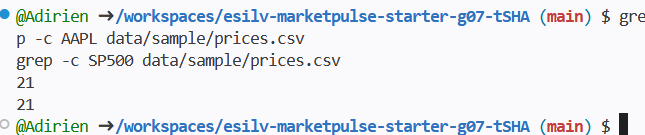 @Adirien ➜/workspaces/esilv-marketpulse-starter-g07-tSHA (main) $ gre
p -c AAPL data/sample/prices.csv
grep -c SP500 data/sample/prices.csv
21
21
@Adirien ➜/workspaces/esilv-marketpulse-starter-g07-tSHA (main) $